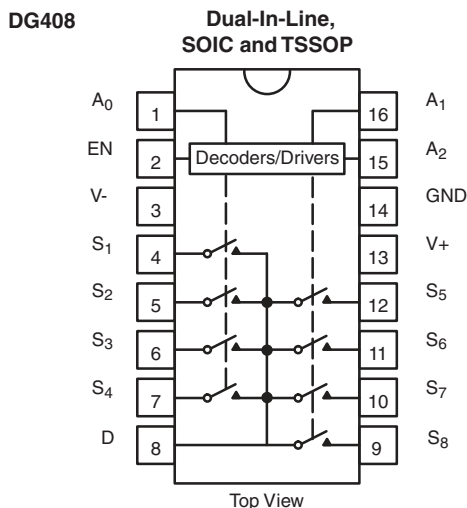 DG408
Dual-In-Line,
SOIC and TSSOP
A0 1 16 A1
EN 2 Decoders/Drivers 15 A2
V- 3 14 GND
S1 4 13 V+
S2 5 12 S5
S3 6 11 S6
S4 7 10 S7
D 8 9 S8
Top View